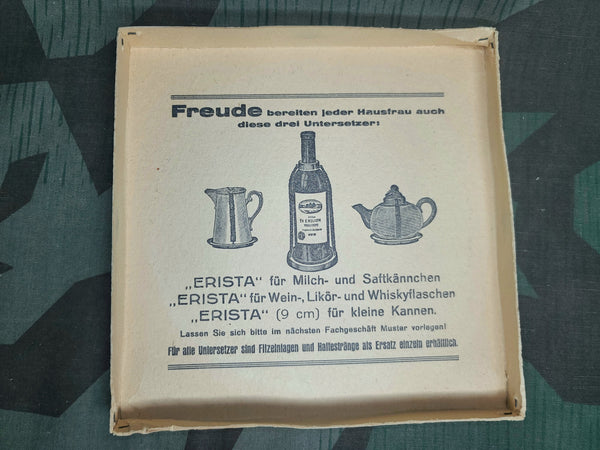 Freude bereiten jeder Hausfrau auch
diese drei Untersetzer:
„ERISTA“ für Milch- und Saftkännchen
„ERISTA“ für Wein-, Likör- und Whiskyflaschen
„ERISTA“ (9 cm) für kleine Kannen.
Lassen Sie sich bitte im nächsten Fachgeschäft Muster vorlegen!
Für alle Untersetzer sind Filzeinlagen und Haltestränge als Ersatz einzeln erhältlich.